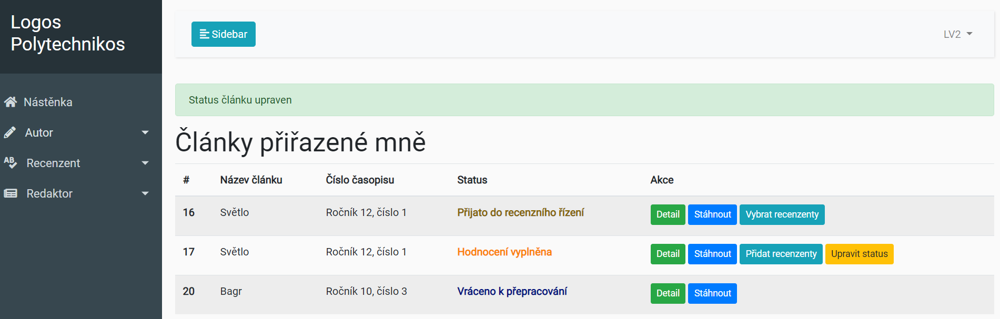 Logos
Polytechnikos
Sidebar
LV2
Nástěnka
Autor
Recenzent
Redaktor
Status článku upraven
Články přiřazené mně
# Název článku Číslo časopisu Status Akce
16 Světlo Ročník 12, číslo 1 Přijato do recenzního řízení Detail Stáhnout Vybrat recenzenty
17 Světlo Ročník 12, číslo 1 Hodnocení vyplněna Detail Stáhnout Přidat recenzenty Upravit status
20 Bagr Ročník 10, číslo 3 Vráceno k přepracování Detail Stáhnout